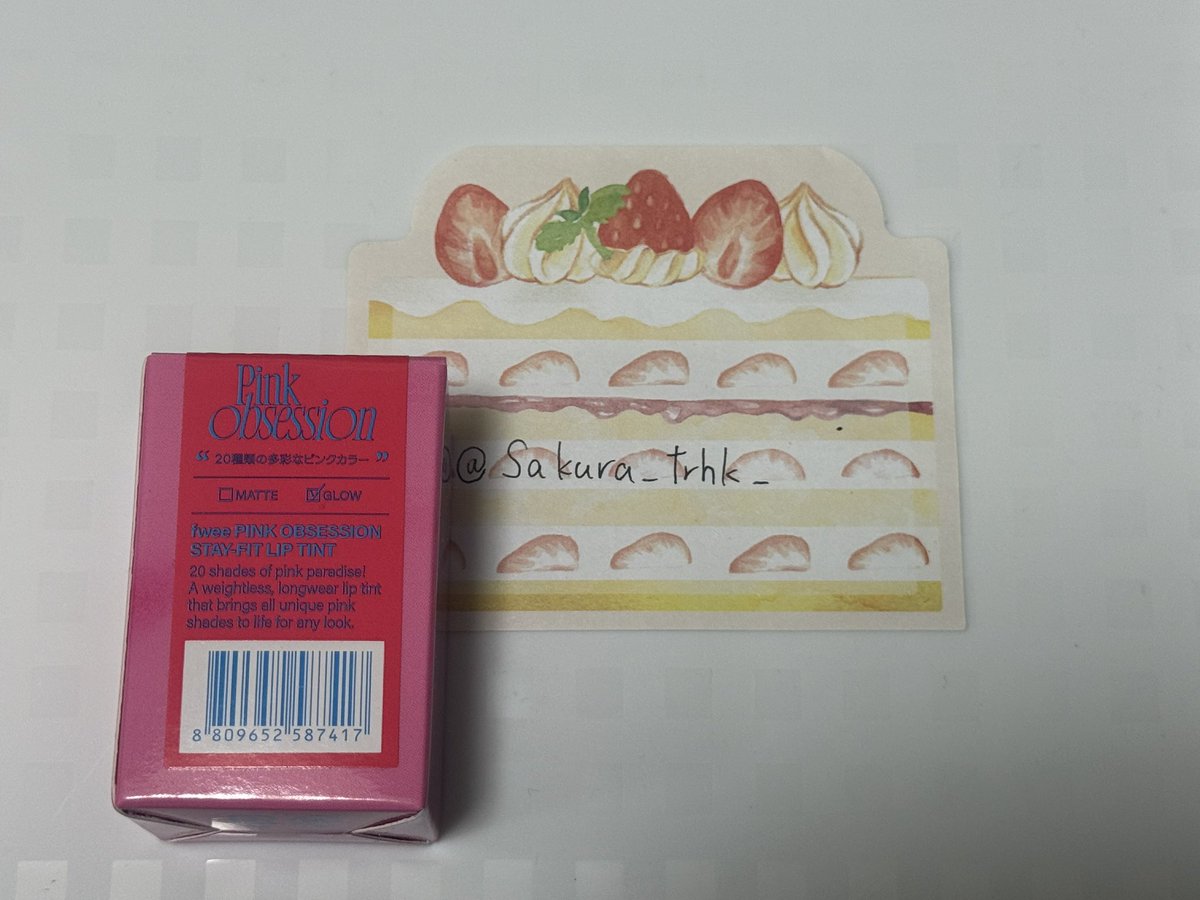 Pink
obsession
“ 20種類の多彩なピンクカラー ”
MATTE GLOW
fwee PINK OBSESSION
STAY-FIT LIP TINT
20 shades of pink paradise!
A weightless, longwear lip tint
that brings all unique pink
shades to life for any look.
8 809652 587417
@@Sakura_trhk_